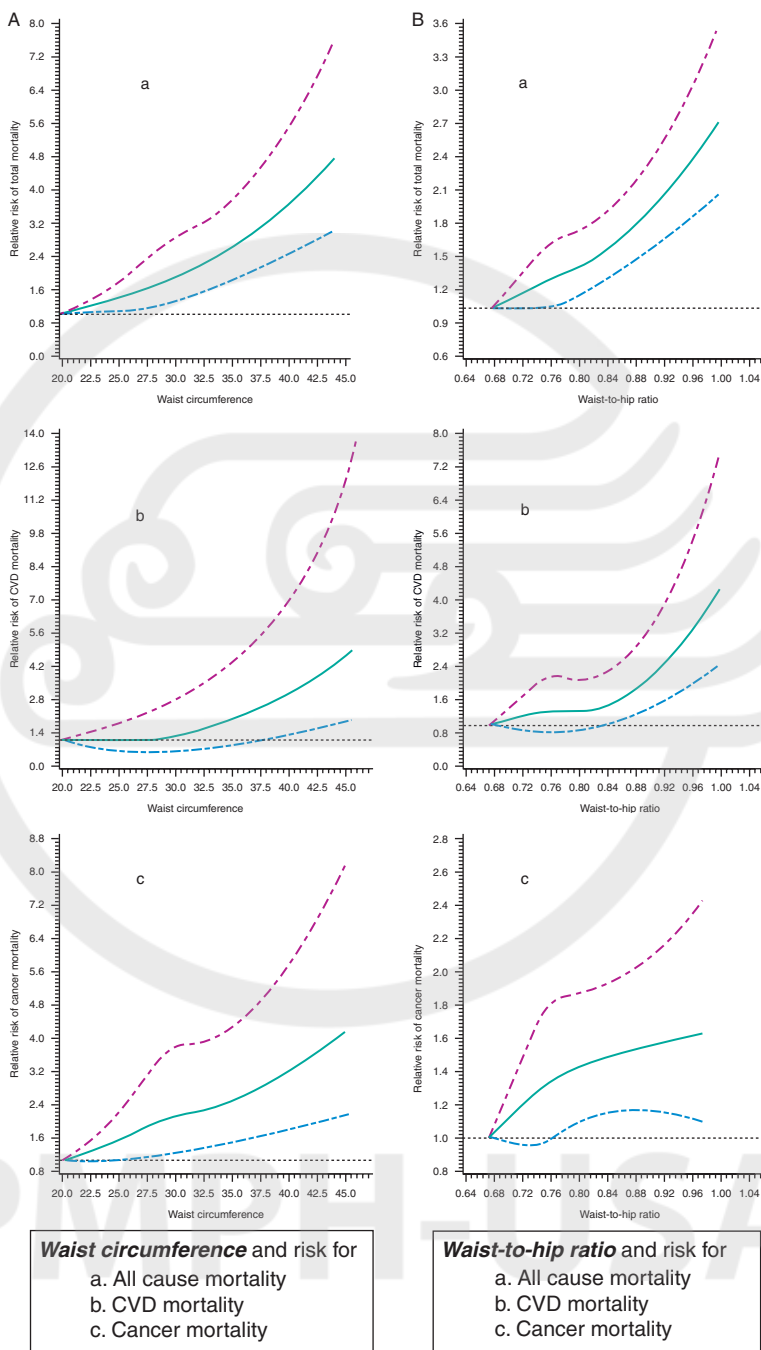 A
B
8.0
7.2
6.4
5.6
4.8
4.0
3.2
2.4
1.6
0.8
0.0
Relative risk of total mortality
a
20.0 22.5 25.0 27.5 30.0 32.5 35.0 37.5 40.0 42.5 45.0
Waist circumference
3.6
3.3
3.0
2.7
2.4
2.1
1.8
1.5
1.2
0.9
0.6
Relative risk of total mortality
a
0.64 0.68 0.72 0.76 0.80 0.84 0.88 0.92 0.96 1.00 1.04
Waist-to-hip ratio
14.0
12.6
11.2
9.8
8.4
7.0
5.6
4.2
2.8
1.4
0.0
Relative risk of CVD mortality
b
20.0 22.5 25.0 27.5 30.0 32.5 35.0 37.5 40.0 42.5 45.0
Waist circumference
8.0
7.2
6.4
5.6
4.8
4.0
3.2
2.4
1.6
0.8
0.0
Relative risk of CVD mortality
b
0.64 0.68 0.72 0.76 0.80 0.84 0.88 0.92 0.96 1.00 1.04
Waist-to-hip ratio
8.8
8.0
7.2
6.4
5.6
4.8
4.0
3.2
2.4
1.6
0.8
Relative risk of cancer mortality
c
20.0 22.5 25.0 27.5 30.0 32.5 35.0 37.5 40.0 42.5 45.0
Waist circumference
2.8
2.6
2.4
2.2
2.0
1.8
1.6
1.4
1.2
1.0
0.8
Relative risk of cancer mortality
c
0.64 0.68 0.72 0.76 0.80 0.84 0.88 0.92 0.96 1.00 1.04
Waist-to-hip ratio
PMPH-USA
Waist circumference and risk for
a. All cause mortality
b. CVD mortality
c. Cancer mortality
Waist-to-hip ratio and risk for
a. All cause mortality
b. CVD mortality
c. Cancer mortality